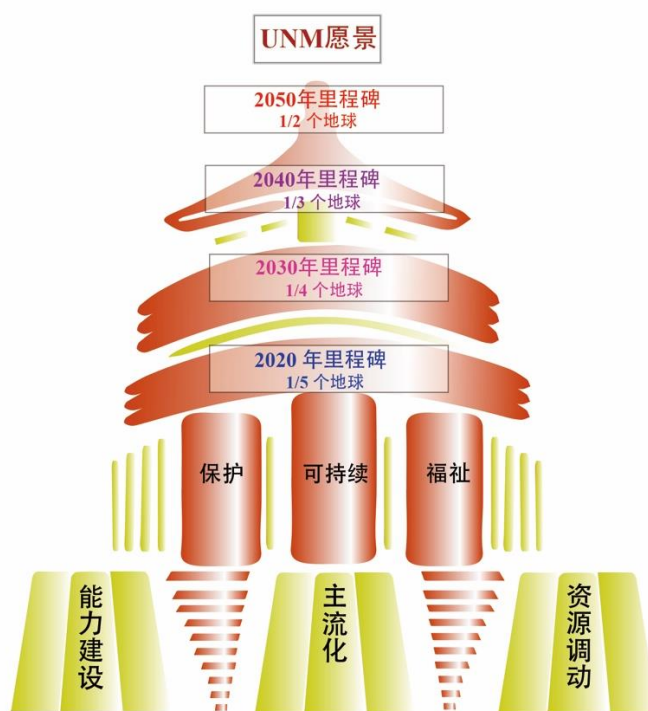 UNM愿景
2050年里程碑
1/2 个地球
2040年里程碑
1/3 个地球
2030年里程碑
1/4 个地球
2020 年里程碑
1/5 个地球
保护
可持续
福祉
能力建设
主流化
资源调动